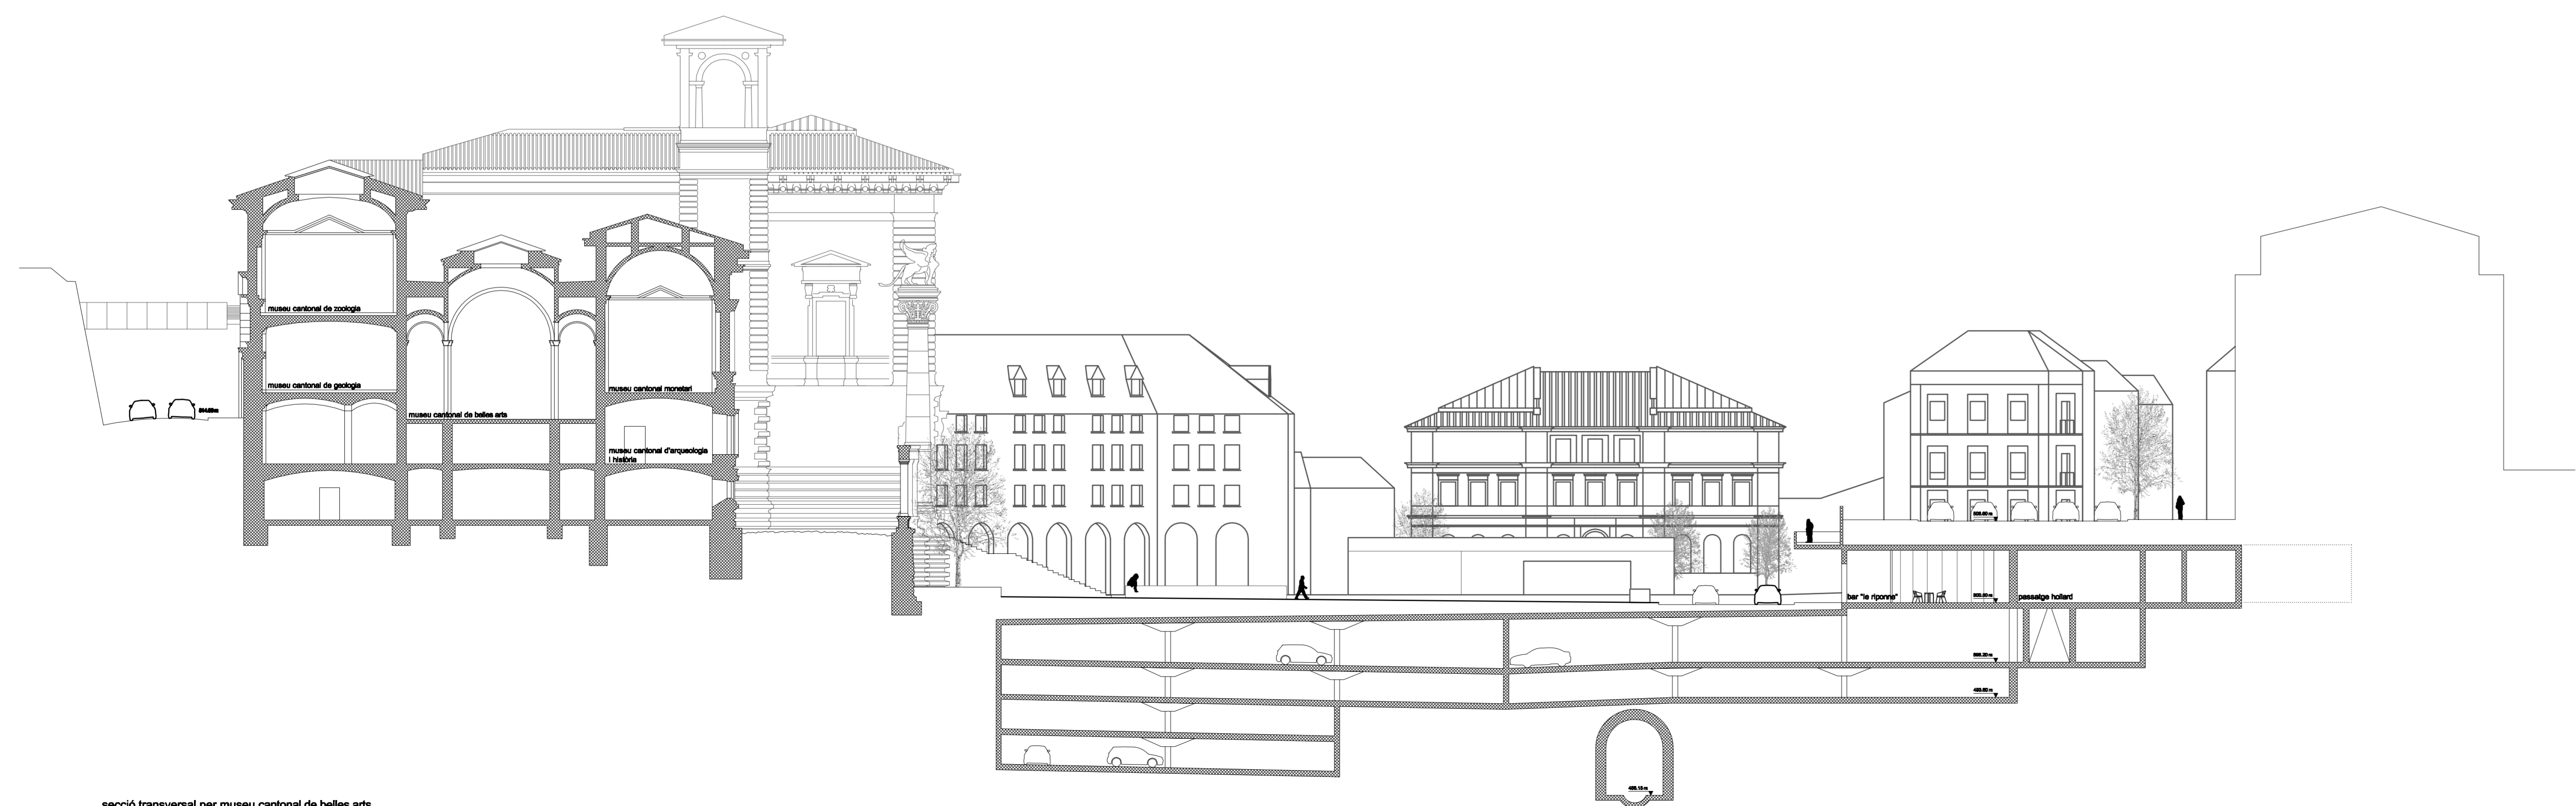 museu cantonal de zoologia
museu cantonal de geologia
museu cantonal monetari
museu cantonal de belles arts
museu cantonal d'arqueologia
i història
bar "le riponne"
passatge hollard
secció transversal per museu cantonal de belles arts